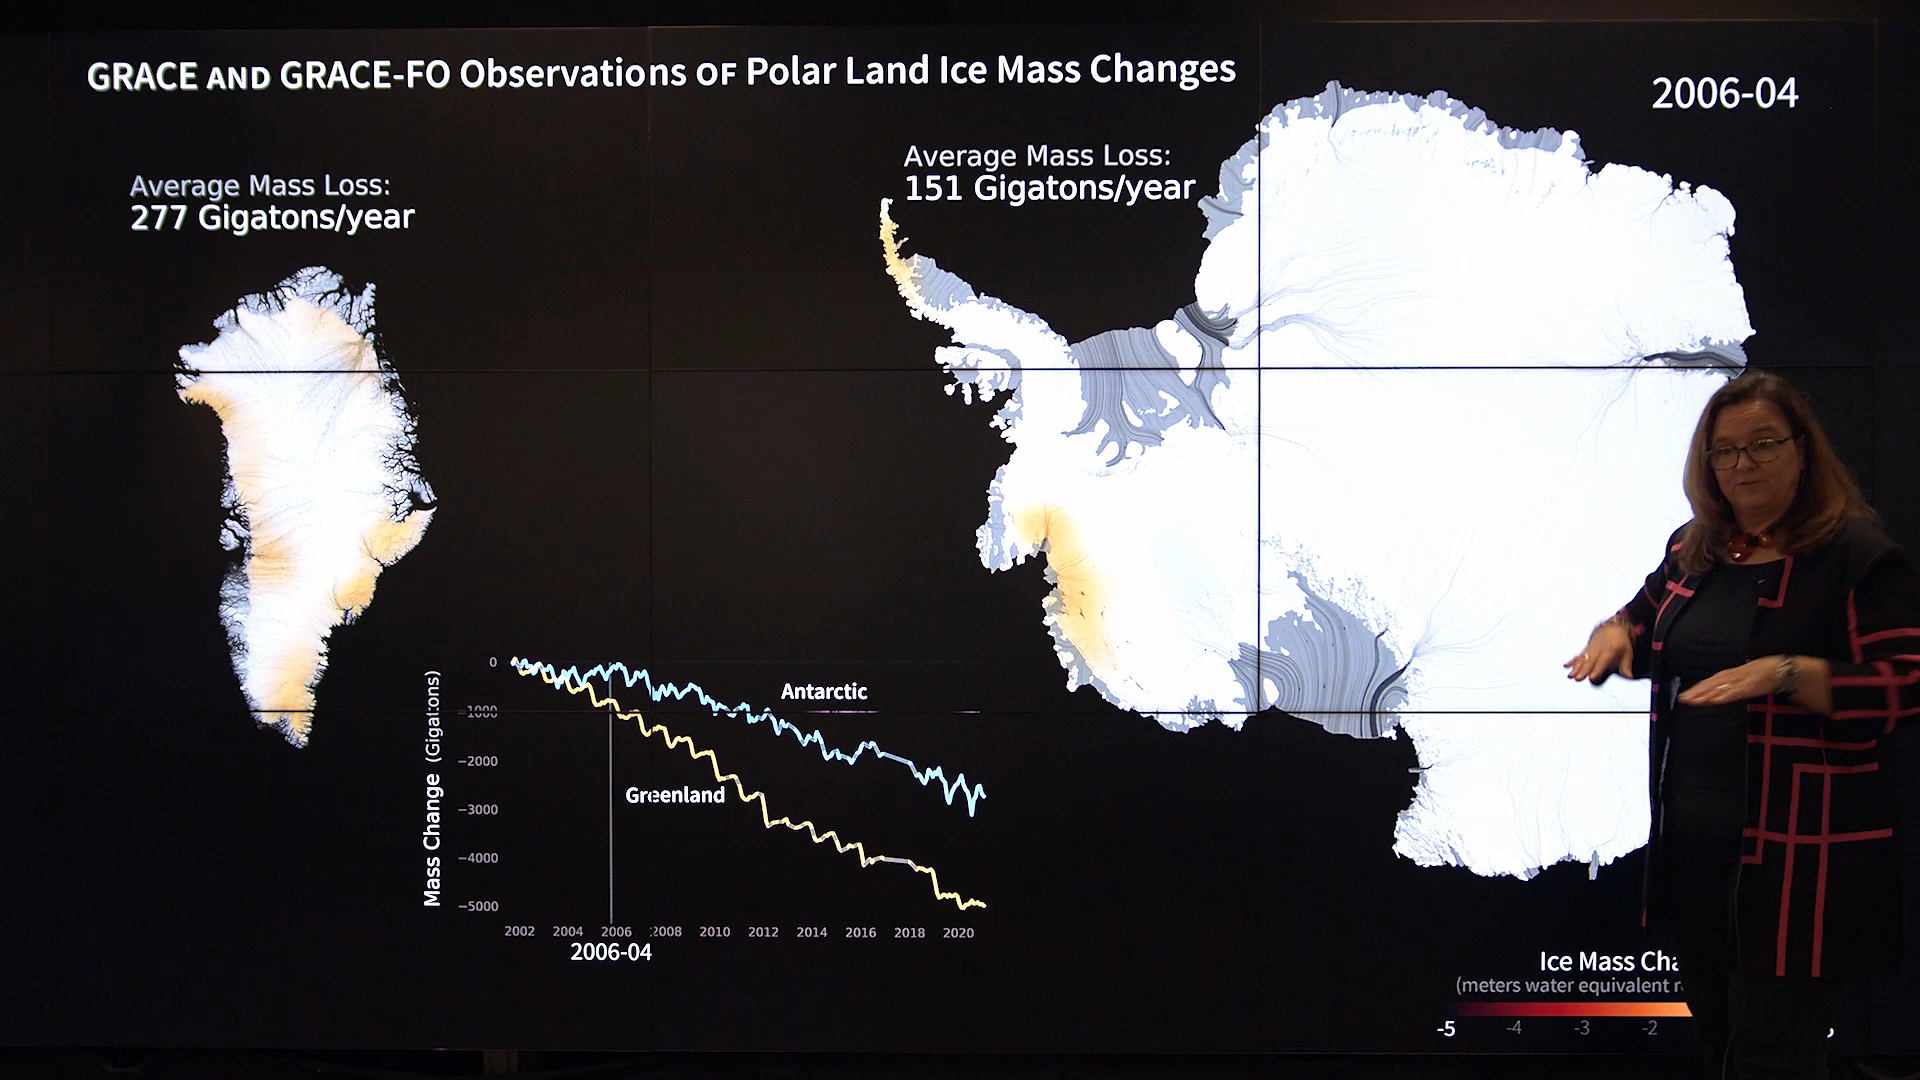 GRACE AND GRACE-FO Observations OF Polar Land Ice Mass Changes
2006-04
Average Mass Loss:
277 Gigatons/year
Average Mass Loss:
151 Gigatons/year
Mass Change (Gigatons)
0
−1000
−2000
−3000
−4000
−5000
Antarctic
Greenland
2002 2004 2006 2008 2010 2012 2014 2016 2018 2020
2006-04
Ice Mass
(meters water equivalent
-5 -4 -3 -2